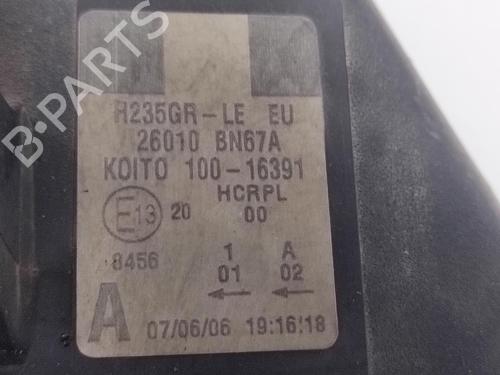 H235GR-LE EU
26010 BN67A
KOITO 100-16391
HCRPL
E13 20 00
8456 1 A
01 02
← ←
A 07/06/06 19:16:18